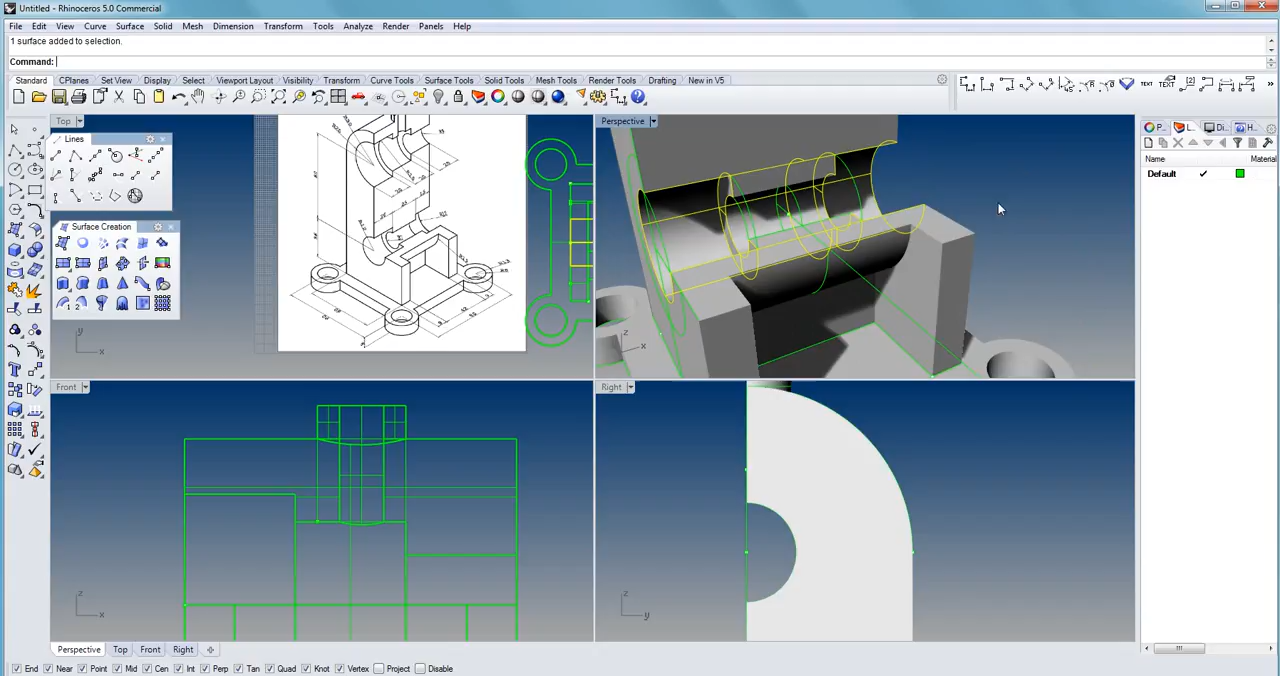 Untitled - Rhinoceros 5.0 Commercial
File Edit View Curve Surface Solid Mesh Dimension Transform Tools Analyze Render Panels Help
1 surface added to selection.
Command:
Standard CPlanes Set View Display Select Viewport Layout Visibility Transform Curve Tools Surface Tools Solid Tools Mesh Tools Render Tools Drafting New in V5
TEXT TEXT [2]
Top Perspective P... L... Di... H...
Lines
Name Material
Default
Surface Creation
y
x
z
x
Front Right
z
x
z
y
Perspective Top Front Right
End Near Point Mid Cen Int Perp Tan Quad Knot Vertex Project Disable